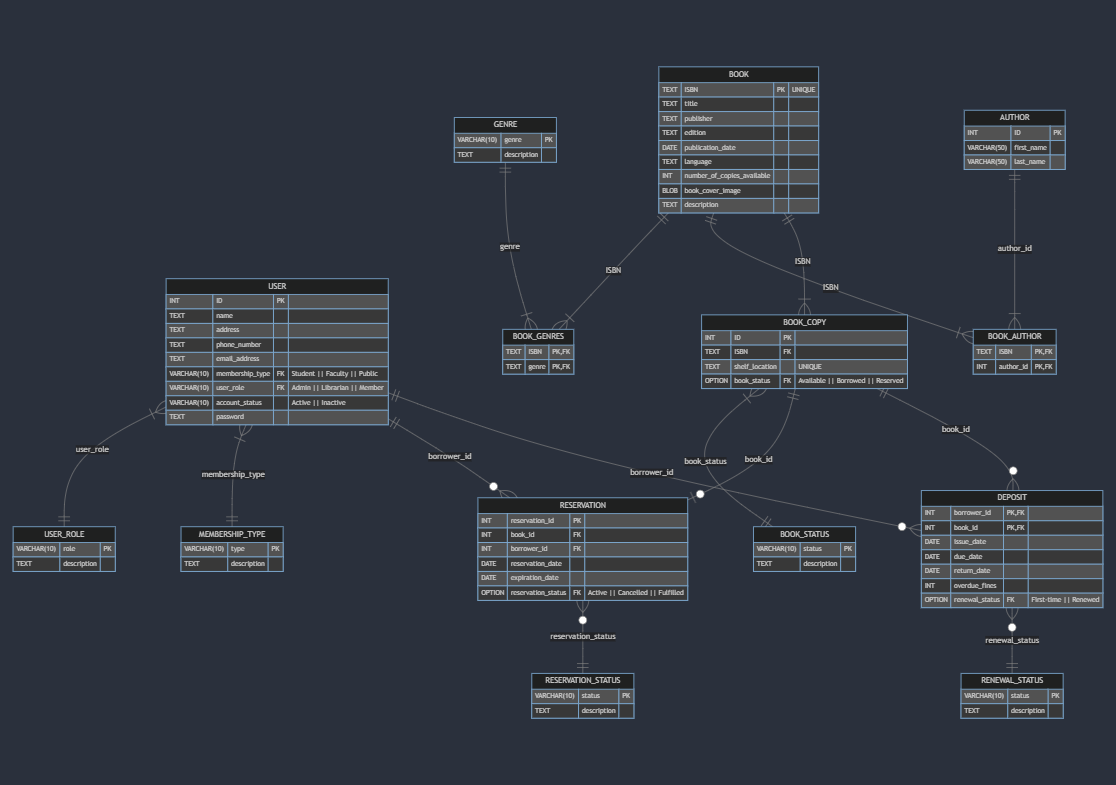 BOOK
TEXT ISBN PK UNIQUE
TEXT title
TEXT publisher
TEXT edition
DATE publication_date
TEXT language
INT number_of_copies_available
BLOB book_cover_image
TEXT description
GENRE
VARCHAR(10) genre PK
TEXT description
AUTHOR
INT ID PK
VARCHAR(50) first_name
VARCHAR(50) last_name
genre
ISBN
ISBN
ISBN
author_id
USER
INT ID PK
TEXT name
TEXT address
TEXT phone_number
TEXT email_address
VARCHAR(10) membership_type FK Student || Faculty || Public
VARCHAR(10) user_role FK Admin || Librarian || Member
VARCHAR(10) account_status Active || Inactive
TEXT password
BOOK_GENRES
TEXT ISBN PK,FK
TEXT genre PK,FK
BOOK_COPY
INT ID PK
TEXT ISBN FK
TEXT shelf_location UNIQUE
OPTION book_status FK Available || Borrowed || Reserved
BOOK_AUTHOR
TEXT ISBN PK,FK
INT author_id PK,FK
user_role
membership_type
borrower_id
borrower_id
book_status
book_id
book_id
USER_ROLE
VARCHAR(10) role PK
TEXT description
MEMBERSHIP_TYPE
VARCHAR(10) type PK
TEXT description
RESERVATION
INT reservation_id PK
INT book_id FK
INT borrower_id FK
DATE reservation_date
DATE expiration_date
OPTION reservation_status FK Active || Cancelled || Fulfilled
BOOK_STATUS
VARCHAR(10) status PK
TEXT description
DEPOSIT
INT borrower_id PK,FK
INT book_id PK,FK
DATE issue_date
DATE due_date
DATE return_date
INT overdue_fines
OPTION renewal_status FK First-time || Renewed
reservation_status
renewal_status
RESERVATION_STATUS
VARCHAR(10) status PK
TEXT description
RENEWAL_STATUS
VARCHAR(10) status PK
TEXT description